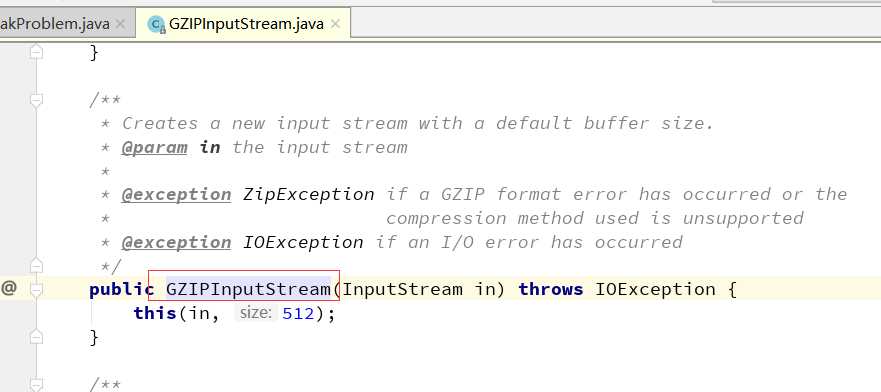 akProblem.java × GZIPInputStream.java ×
}
/**
* Creates a new input stream with a default buffer size.
* @param in the input stream
*
* @exception ZipException if a GZIP format error has occurred or the
* compression method used is unsupported
* @exception IOException if an I/O error has occurred
*/
@ public GZIPInputStream(InputStream in) throws IOException {
this(in, size: 512);
}
/**